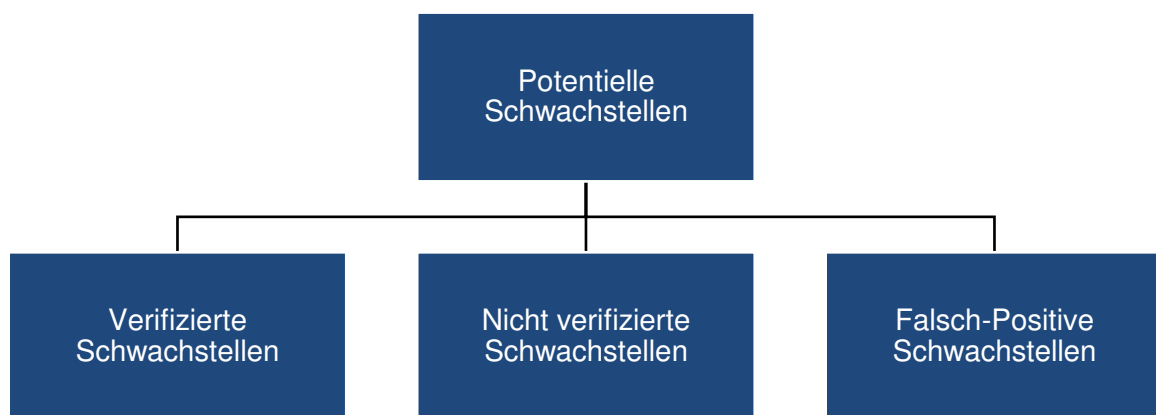 Potentielle
Schwachstellen
Verifizierte
Schwachstellen
Nicht verifizierte
Schwachstellen
Falsch-Positive
Schwachstellen